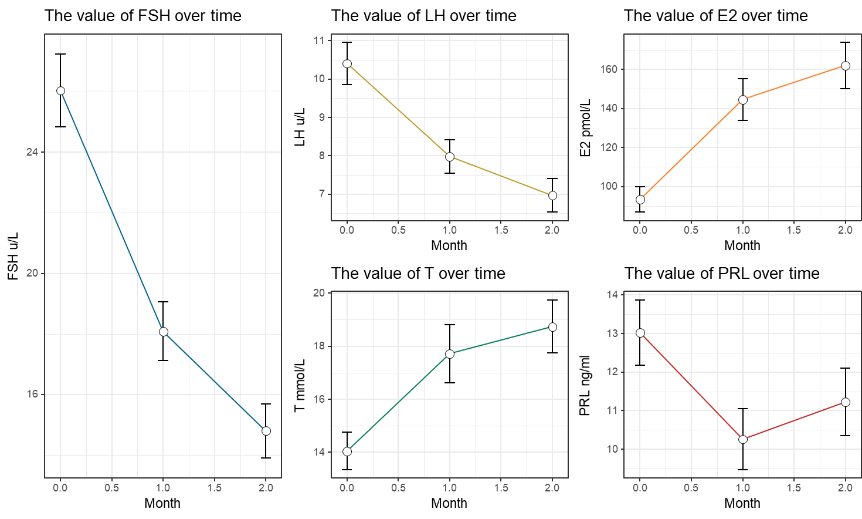 The value of FSH over time
FSH u/L
24
20
16
0.0 0.5 1.0 1.5 2.0
Month
The value of LH over time
LH u/L
11
10
9
8
7
0.0 0.5 1.0 1.5 2.0
Month
The value of E2 over time
E2 pmol/L
160
140
120
100
0.0 0.5 1.0 1.5 2.0
Month
The value of T over time
T mmol/L
20
18
16
14
0.0 0.5 1.0 1.5 2.0
Month
The value of PRL over time
PRL ng/ml
14
13
12
11
10
0.0 0.5 1.0 1.5 2.0
Month